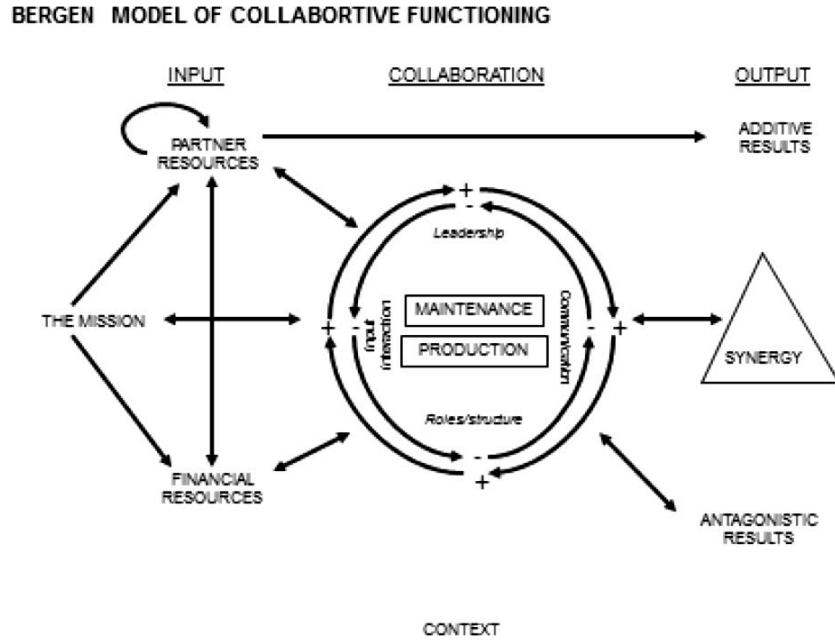 BERGEN MODEL OF COLLABORTIVE FUNCTIONING
INPUT
COLLABORATION
OUTPUT
PARTNER
RESOURCES
ADDITIVE
RESULTS
+
-
Leadership
THE MISSION
+
-
Input/
interaction
MAINTENANCE
PRODUCTION
Communication
-
+
SYNERGY
Roles/structure
-
+
FINANCIAL
RESOURCES
ANTAGONISTIC
RESULTS
CONTEXT